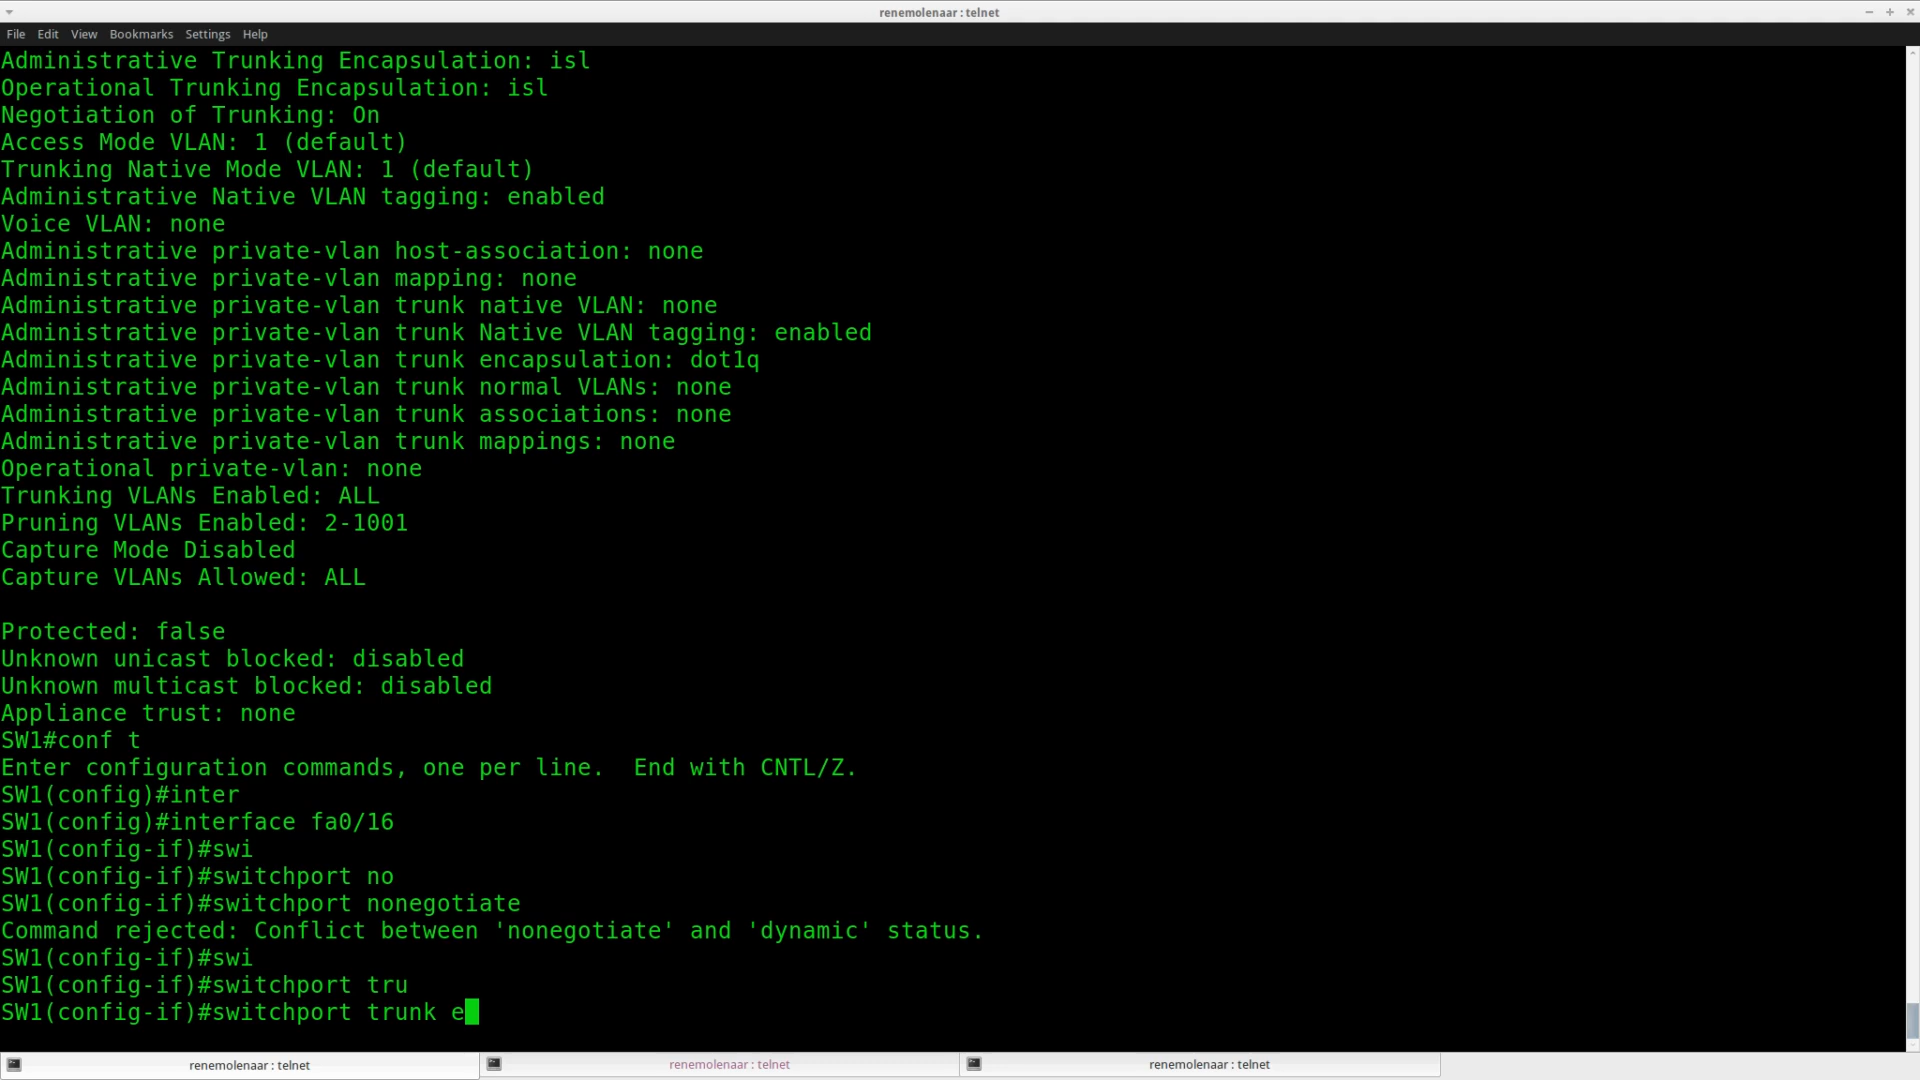 renemolenaar : telnet
File Edit View Bookmarks Settings Help
Administrative Trunking Encapsulation: isl
Operational Trunking Encapsulation: isl
Negotiation of Trunking: On
Access Mode VLAN: 1 (default)
Trunking Native Mode VLAN: 1 (default)
Administrative Native VLAN tagging: enabled
Voice VLAN: none
Administrative private-vlan host-association: none
Administrative private-vlan mapping: none
Administrative private-vlan trunk native VLAN: none
Administrative private-vlan trunk Native VLAN tagging: enabled
Administrative private-vlan trunk encapsulation: dot1q
Administrative private-vlan trunk normal VLANs: none
Administrative private-vlan trunk associations: none
Administrative private-vlan trunk mappings: none
Operational private-vlan: none
Trunking VLANs Enabled: ALL
Pruning VLANs Enabled: 2-1001
Capture Mode Disabled
Capture VLANs Allowed: ALL
Protected: false
Unknown unicast blocked: disabled
Unknown multicast blocked: disabled
Appliance trust: none
SW1#conf t
Enter configuration commands, one per line.  End with CNTL/Z.
SW1(config)#inter
SW1(config)#interface fa0/16
SW1(config-if)#swi
SW1(config-if)#switchport no
SW1(config-if)#switchport nonegotiate
Command rejected: Conflict between 'nonegotiate' and 'dynamic' status.
SW1(config-if)#swi
SW1(config-if)#switchport tru
SW1(config-if)#switchport trunk e
renemolenaar : telnet renemolenaar : telnet renemolenaar : telnet